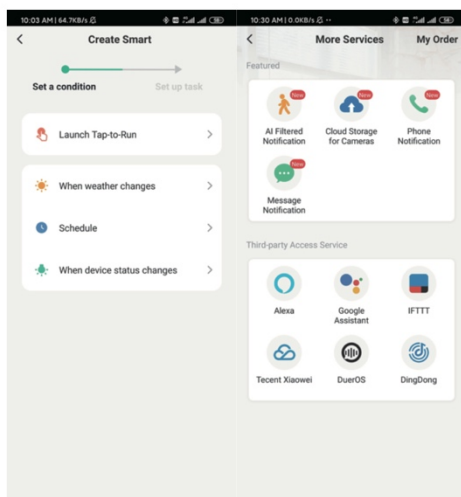 10:03 AM | 64.7KB/s
Create Smart
Set a condition
Set up task
Launch Tap-to-Run
When weather changes
Schedule
When device status changes
10:30 AM | 0.0KB/s
More Services
My Order
Featured
New
AI Filtered
Notification
New
Cloud Storage
for Cameras
New
Phone
Notification
New
Message
Notification
Third-party Access Service
Alexa
Google
Assistant
IFTTT
Tecent Xiaowei
DuerOS
DingDong